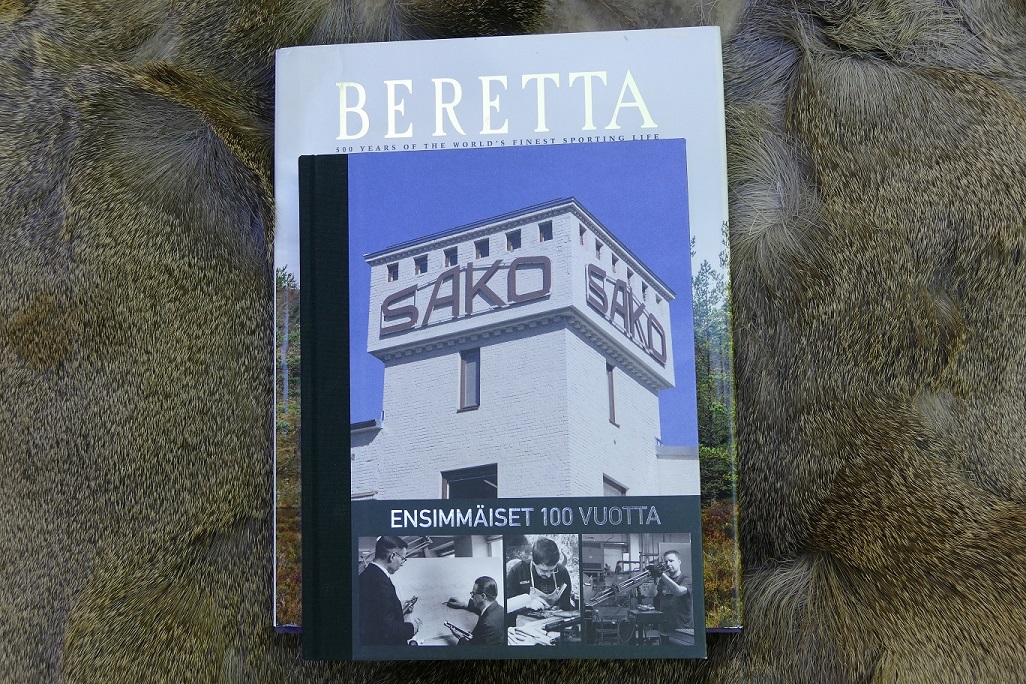 BERETTA
500 YEARS OF THE WORLD'S FINEST SPORTING LIFE
SAKO SAKO
ENSIMMÄISET 100 VUOTTA